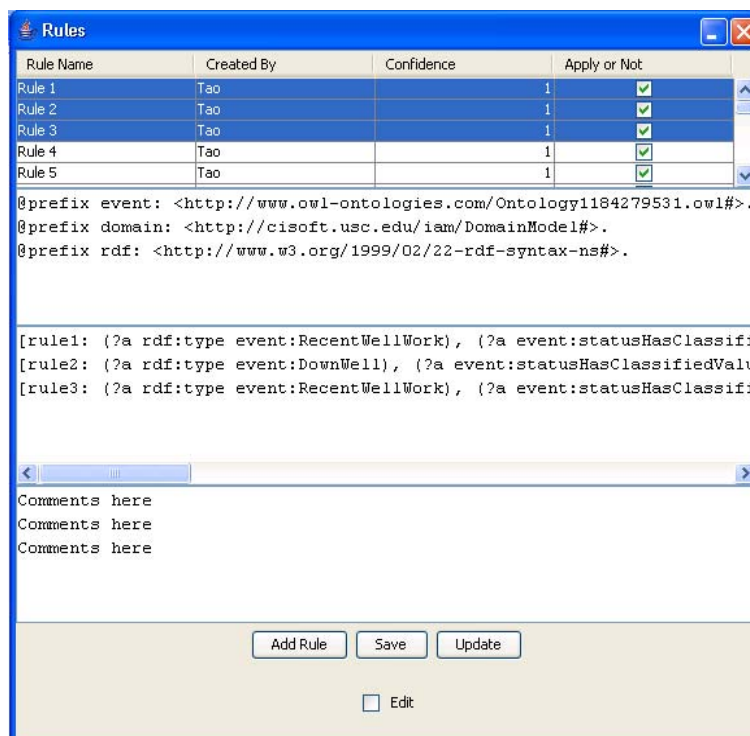 Rules
Rule Name Created By Confidence Apply or Not
Rule 1 Tao 1
Rule 2 Tao 1
Rule 3 Tao 1
Rule 4 Tao 1
Rule 5 Tao 1
@prefix event: <http://www.owl-ontologies.com/Ontology1184279531.owl#>.
@prefix domain: <http://cisoft.usc.edu/iam/DomainModel#>.
@prefix rdf: <http://www.w3.org/1999/02/22-rdf-syntax-ns#>.
[rule1: (?a rdf:type event:RecentWellWork), (?a event:statusHasClassifi
[rule2: (?a rdf:type event:DownWell), (?a event:statusHasClassifiedValu
[rule3: (?a rdf:type event:RecentWellWork), (?a event:statusHasClassifi
Comments here
Comments here
Comments here
Add Rule Save Update
Edit